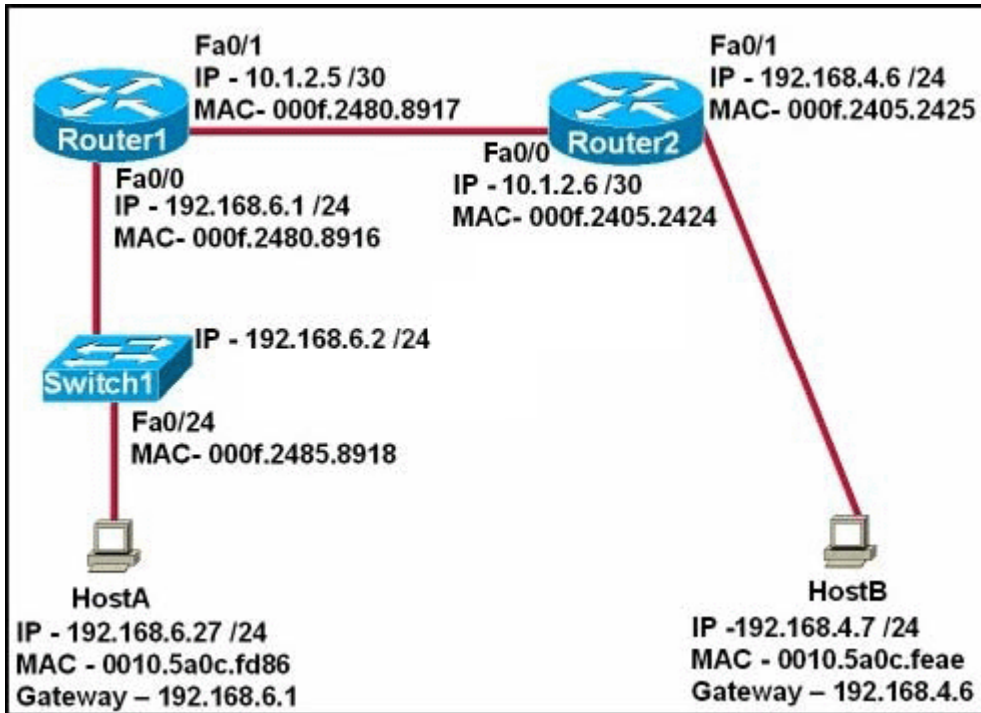 Fa0/1
IP - 10.1.2.5 /30
MAC- 000f.2480.8917
Fa0/1
IP - 192.168.4.6 /24
MAC- 000f.2405.2425
Router1
Router2
Fa0/0
IP - 10.1.2.6 /30
MAC- 000f.2405.2424
Fa0/0
IP - 192.168.6.1 /24
MAC- 000f.2480.8916
IP - 192.168.6.2 /24
Switch1
Fa0/24
MAC- 000f.2485.8918
HostA
IP - 192.168.6.27 /24
MAC - 0010.5a0c.fd86
Gateway – 192.168.6.1
HostB
IP -192.168.4.7 /24
MAC - 0010.5a0c.feae
Gateway – 192.168.4.6